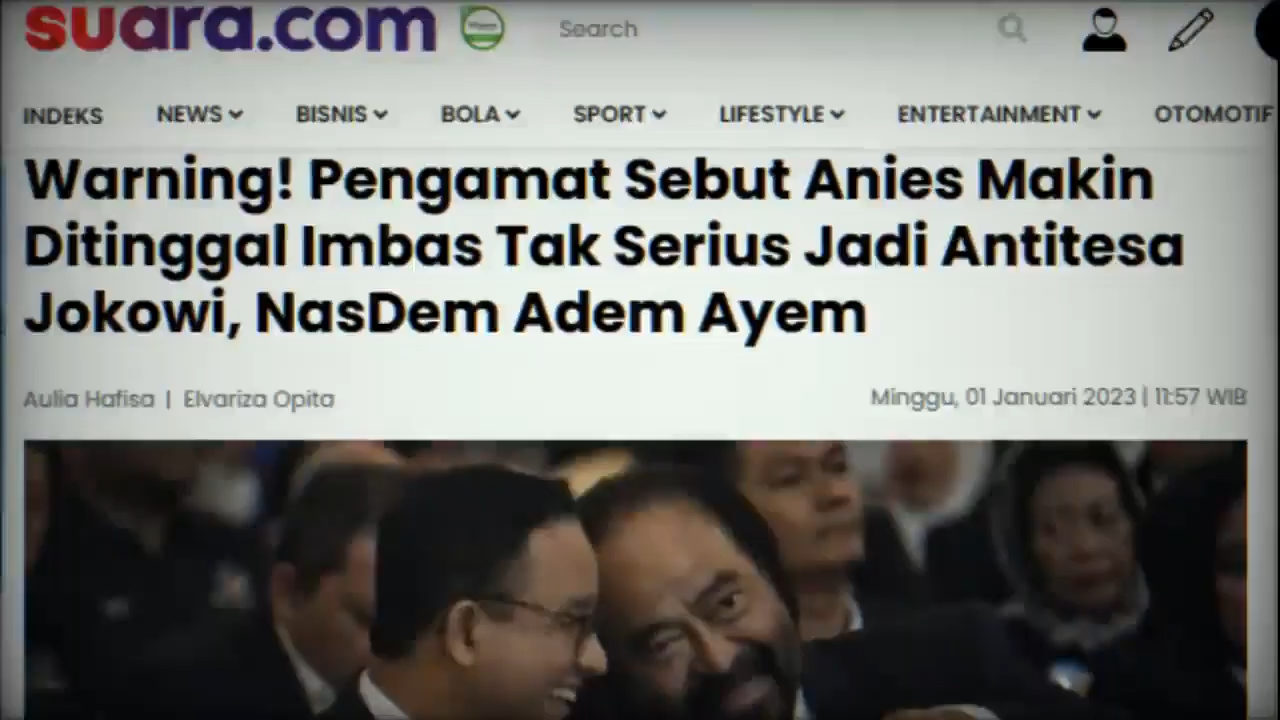 suara.com
Search
INDEKS NEWS BISNIS BOLA SPORT LIFESTYLE ENTERTAINMENT OTOMOTIF
Warning! Pengamat Sebut Anies Makin
Ditinggal Imbas Tak Serius Jadi Antitesa
Jokowi, NasDem Adem Ayem
Aulia Hafisa | Elvariza Opita
Minggu, 01 Januari 2023 | 11:57 WIB